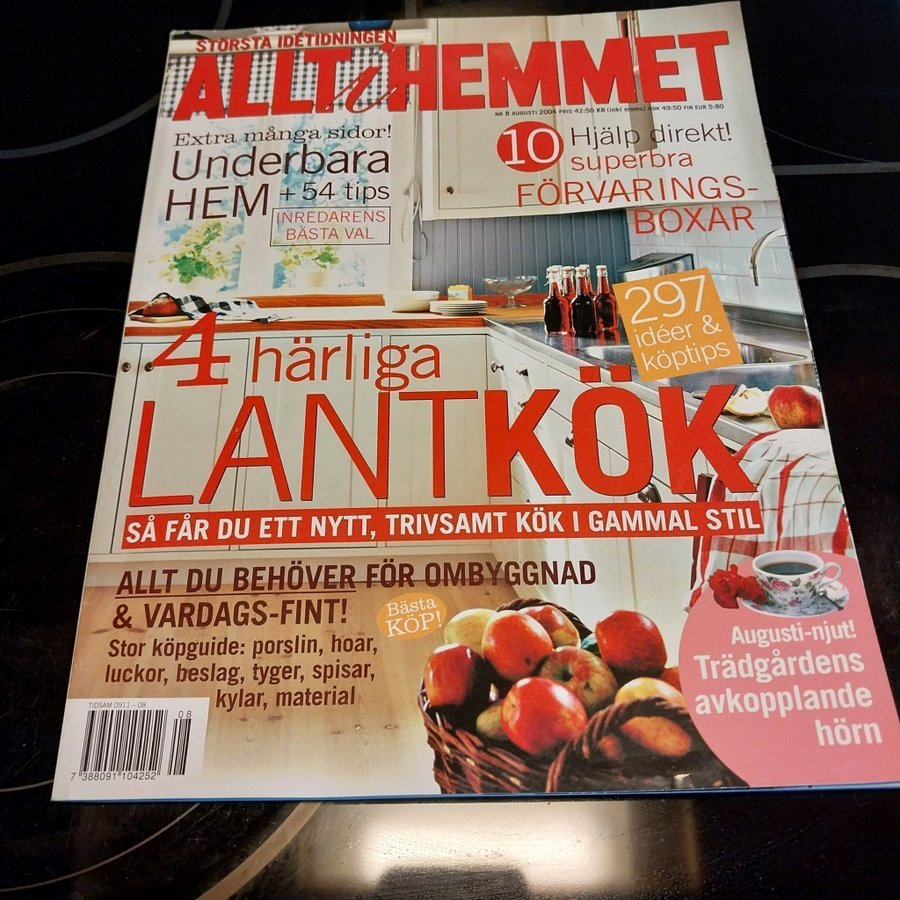 STÖRSTA IDETIDNINGEN
ALLT i HEMMET
NR 8 AUGUSTI 2004 PRIS 42:50 KR (inkl moms) NOK 49:50 FIN EUR 5:80
Extra många sidor!
Underbara
HEM + 54 tips
INREDARENS
BÄSTA VAL
10 Hjälp direkt!
superbra
FÖRVARINGS-
BOXAR
297
idéer &
köptips
4 härliga
LANTKÖK
SÅ FÅR DU ETT NYTT, TRIVSAMT KÖK I GAMMAL STIL
ALLT DU BEHÖVER FÖR OMBYGGNAD
& VARDAGS-FINT!
Bästa
KÖP!
Stor köpguide: porslin, hoar,
luckor, beslag, tyger, spisar,
kylar, material
Augusti-njut!
Trädgårdens
avkopplande
hörn
TIDSAM 0911-08
08
7 388091 104252